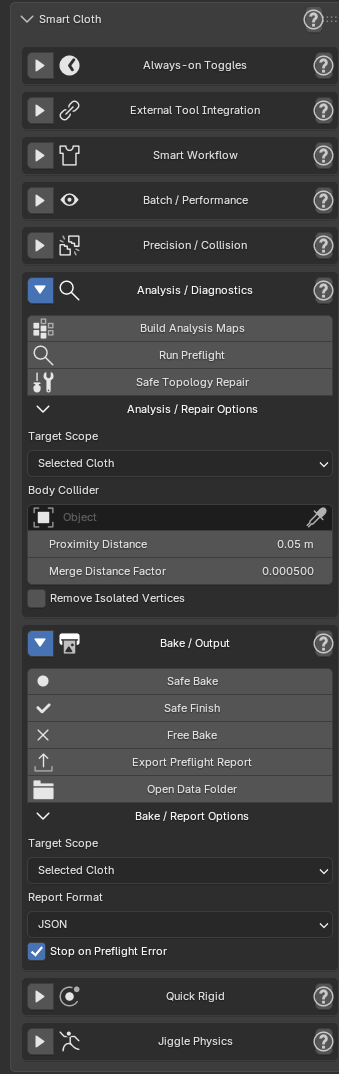 Smart Cloth
Always-on Toggles
External Tool Integration
Smart Workflow
Batch / Performance
Precision / Collision
Analysis / Diagnostics
Build Analysis Maps
Run Preflight
Safe Topology Repair
Analysis / Repair Options
Target Scope
Selected Cloth
Body Collider
Object
Proximity Distance 0.05 m
Merge Distance Factor 0.000500
Remove Isolated Vertices
Bake / Output
Safe Bake
Safe Finish
Free Bake
Export Preflight Report
Open Data Folder
Bake / Report Options
Target Scope
Selected Cloth
Report Format
JSON
Stop on Preflight Error
Quick Rigid
Jiggle Physics